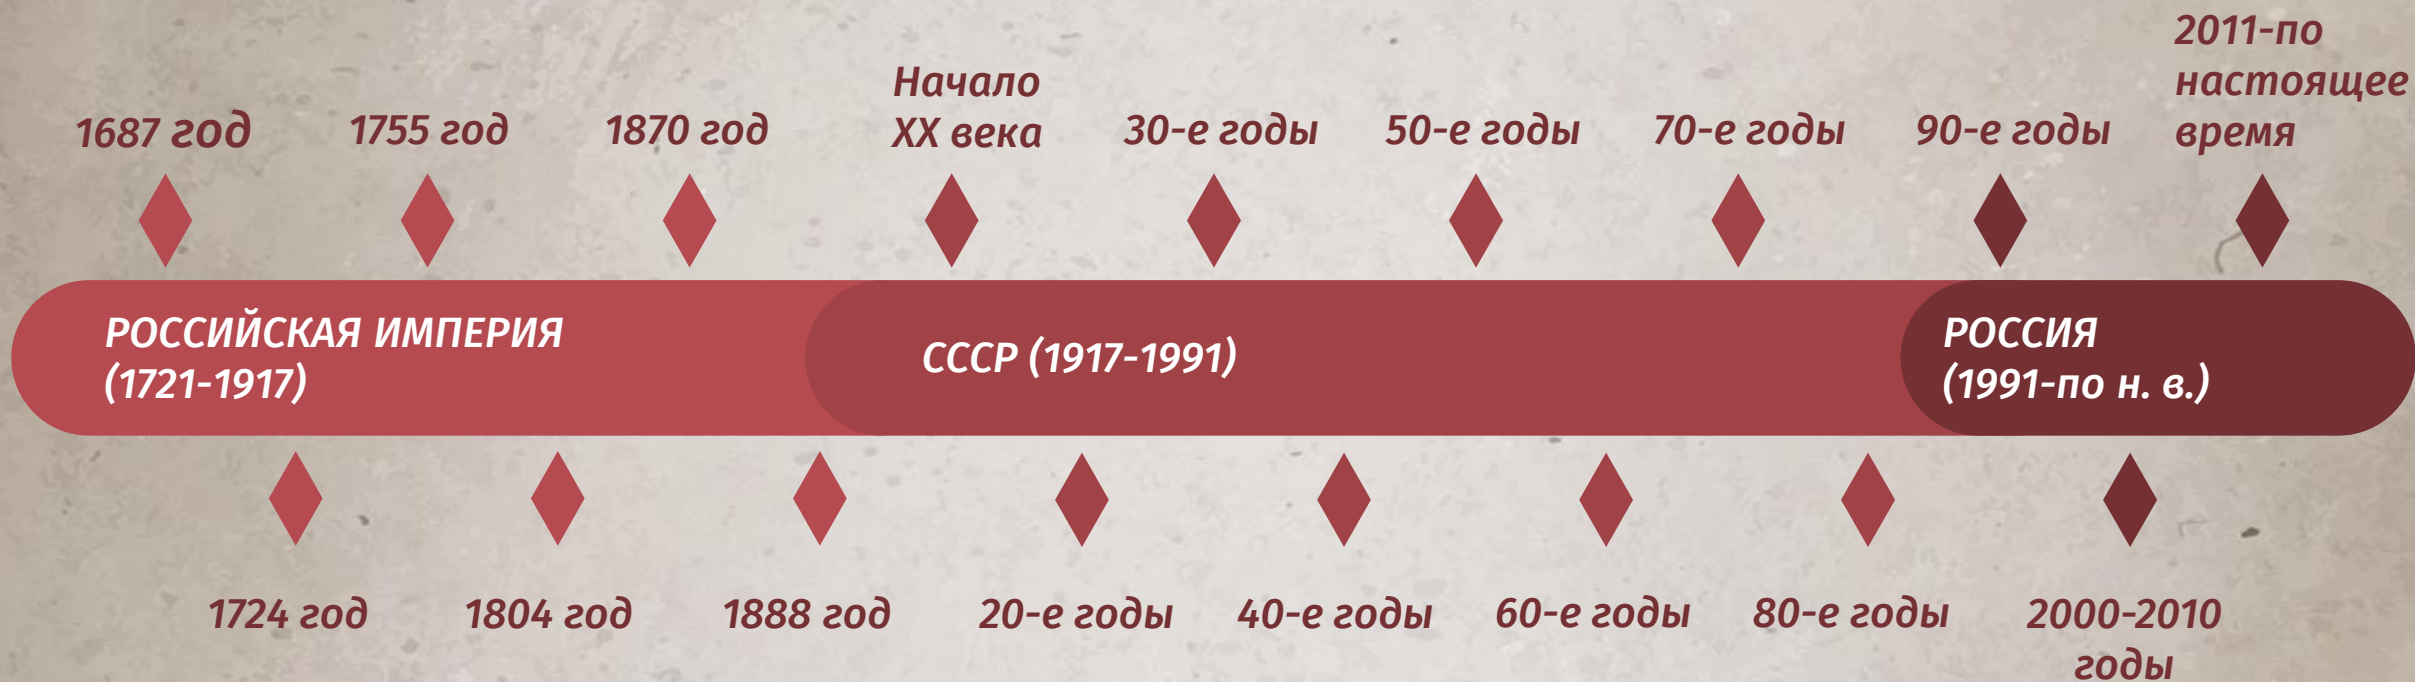 2011-по
настоящее
время
1687 год
1755 год
1870 год
Начало
XX века
30-е годы
50-е годы
70-е годы
90-е годы
РОССИЙСКАЯ ИМПЕРИЯ
(1721-1917)
СССР (1917-1991)
РОССИЯ
(1991-по н. в.)
1724 год
1804 год
1888 год
20-е годы
40-е годы
60-е годы
80-е годы
2000-2010
годы